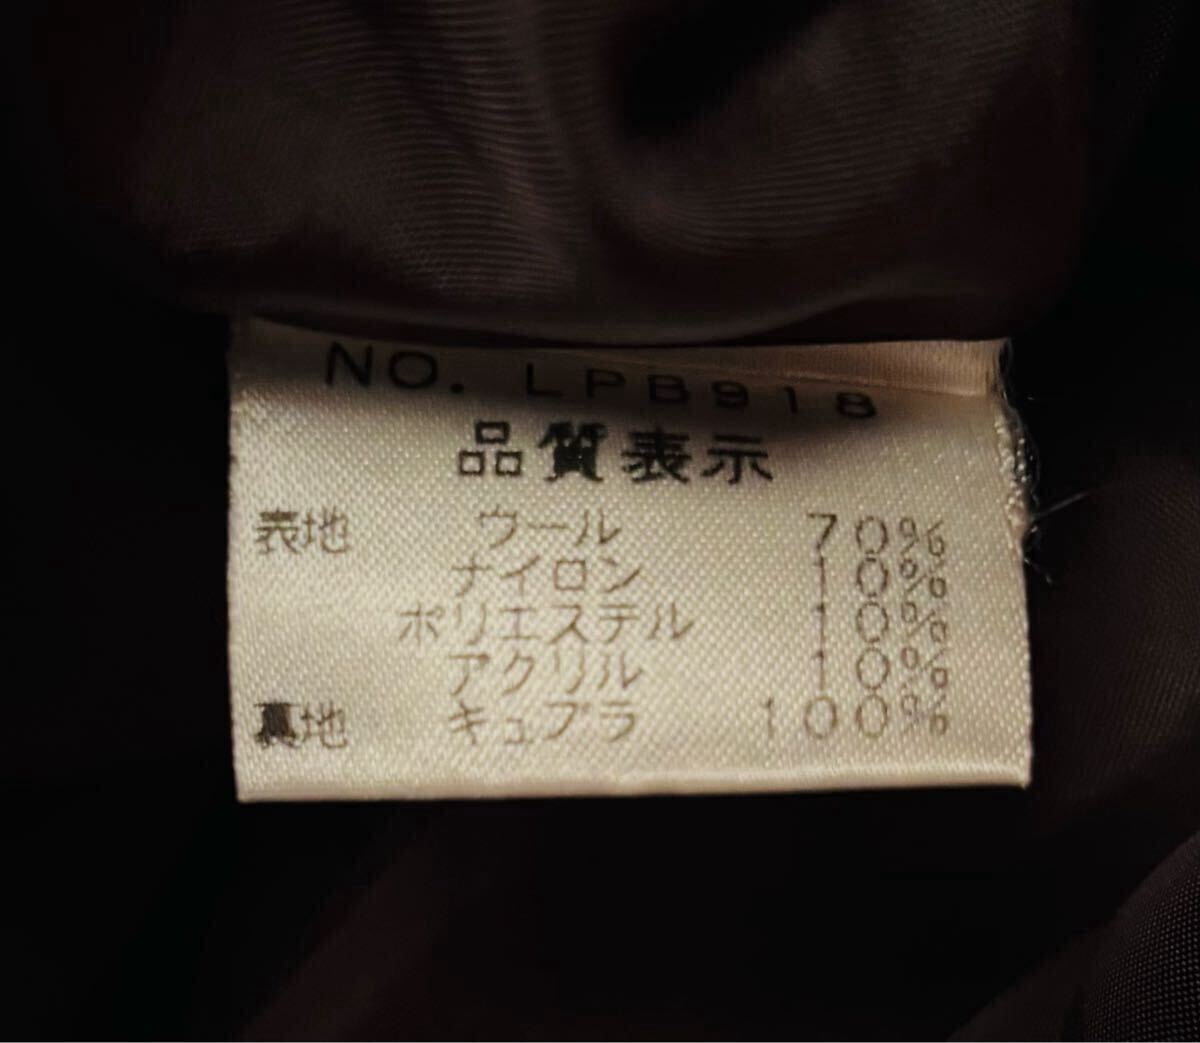 NO. LPB918
品質表示
表地 ウール 70%
ナイロン 10%
ポリエステル 10%
アクリル 10%
裏地 キュプラ 100%